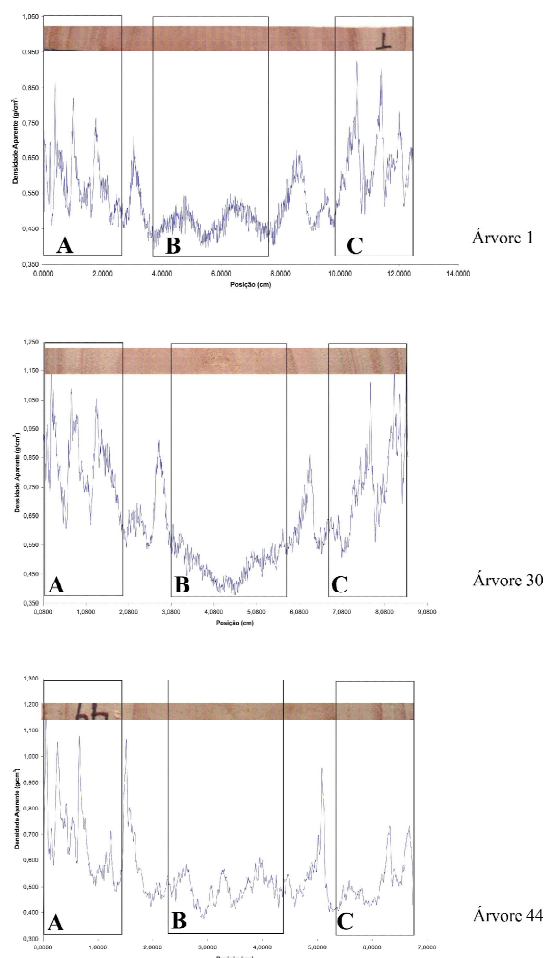 1,050
0,950
0,850
0,750
0,650
0,550
0,450
0,350
Densidade Aparente (g/cm³)
A
B
C
Árvore 1
0.0000 2.0000 4.0000 6.0000 8.0000 10.0000 12.0000 14.0000
Posição (cm)
1,250
1,150
1,050
0,950
0,850
0,750
0,650
0,550
0,450
0,350
Densidade Aparente (g/cm³)
A
B
C
Árvore 30
0,0800 1,0800 2,0800 3,0800 4,0800 5,0800 6,0800 7,0800 8,0800 9,0800
Posição (cm)
1,300
1,200
1,100
1,000
0,900
0,800
0,700
0,600
0,500
0,400
0,300
Densidade Aparente (g/cm³)
44
A
B
C
Árvore 44
0,0000 1,0000 2,0000 3,0000 4,0000 5,0000 6,0000 7,0000